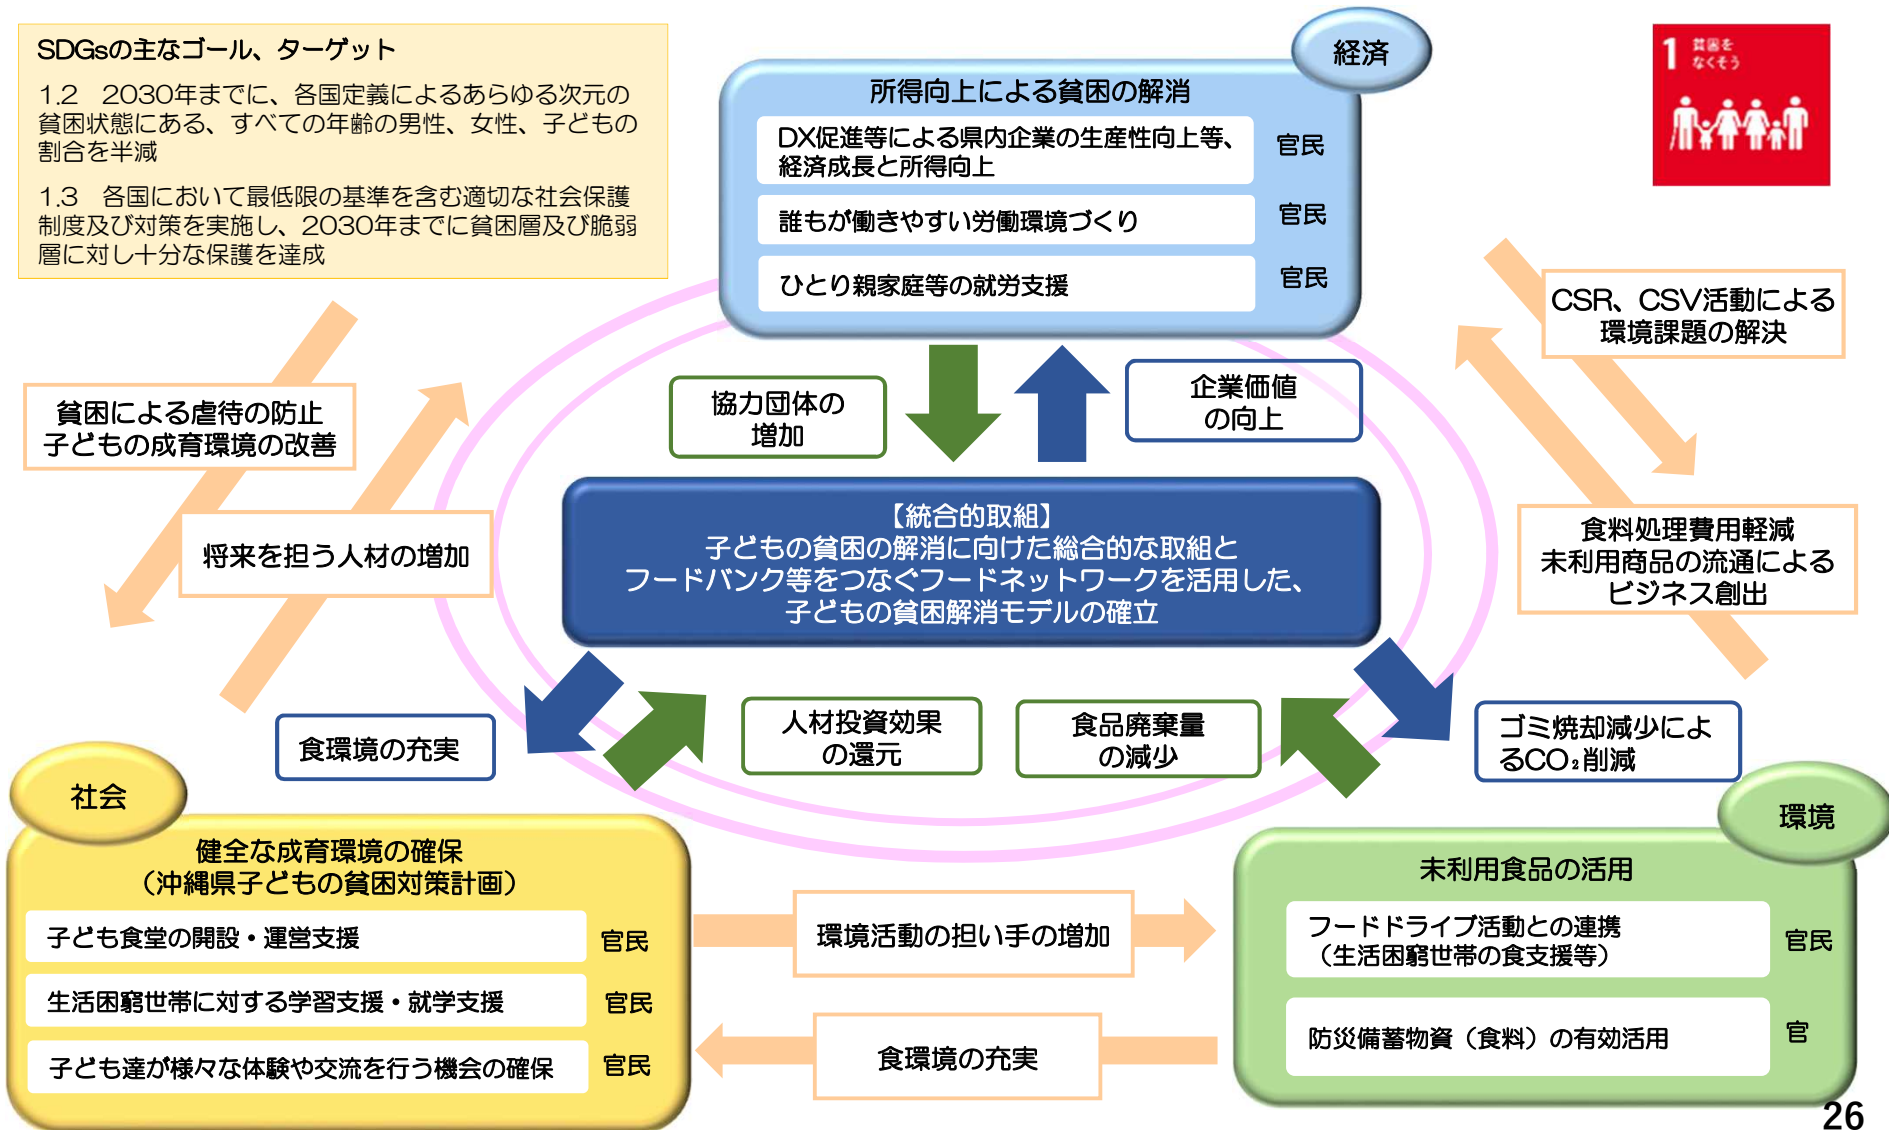 SDGsの主なゴール、ターゲット
1.2　2030年までに、各国定義によるあらゆる次元の
貧困状態にある、すべての年齢の男性、女性、子どもの
割合を半減
1.3　各国において最低限の基準を含む適切な社会保護
制度及び対策を実施し、2030年までに貧困層及び脆弱
層に対し十分な保護を達成
経済
所得向上による貧困の解消
DX促進等による県内企業の生産性向上等、
経済成長と所得向上
官民
誰もが働きやすい労働環境づくり
官民
ひとり親家庭等の就労支援
官民
1 貧困を
なくそう
CSR、CSV活動による
環境課題の解決
貧困による虐待の防止
子どもの成育環境の改善
協力団体の
増加
企業価値
の向上
将来を担う人材の増加
【統合的取組】
子どもの貧困の解消に向けた総合的な取組と
フードバンク等をつなぐフードネットワークを活用した、
子どもの貧困解消モデルの確立
食料処理費用軽減
未利用商品の流通による
ビジネス創出
食環境の充実
人材投資効果
の還元
食品廃棄量
の減少
ゴミ焼却減少によ
るCO₂削減
社会
健全な成育環境の確保
（沖縄県子どもの貧困対策計画）
子ども食堂の開設・運営支援
官民
生活困窮世帯に対する学習支援・就学支援
官民
子ども達が様々な体験や交流を行う機会の確保
官民
環境活動の担い手の増加
食環境の充実
環境
未利用食品の活用
フードドライブ活動との連携
（生活困窮世帯の食支援等）
官民
防災備蓄物資（食料）の有効活用
官
26